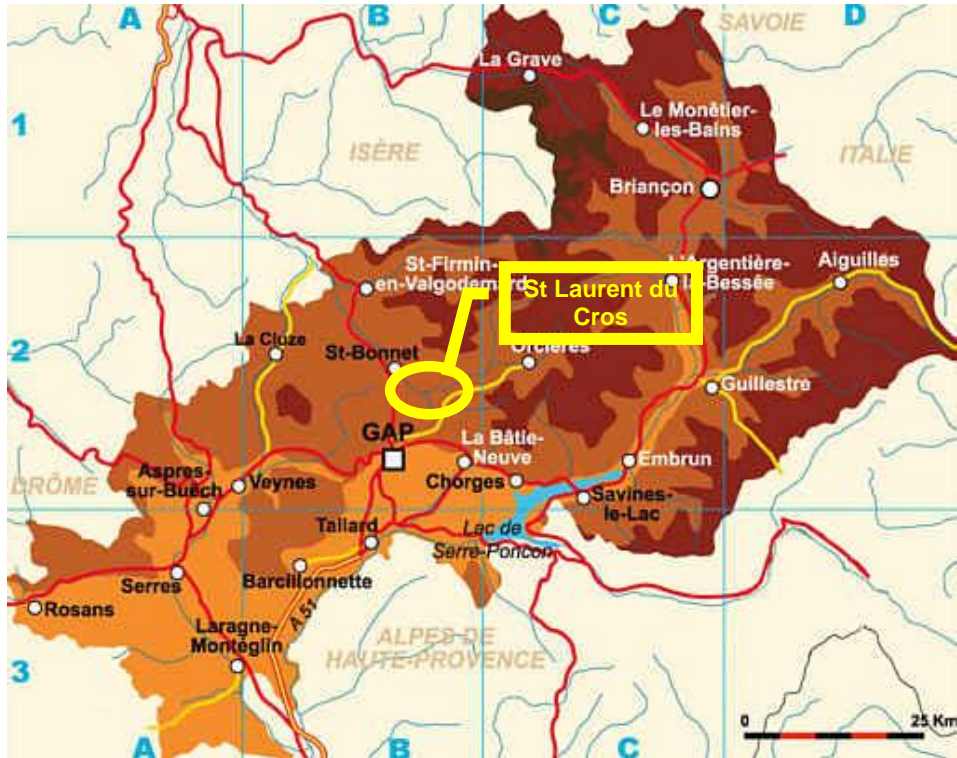 A B C D
SAVOIE
La Grave
1
Le Monêtier-
les-Bains
ISÈRE
ITALIE
Briançon
St-Firmin-
en-Valgodemard
L'Argentière-
la-Bessée
Aiguilles
St Laurent du
Cros
2
La Cluze
St-Bonnet
Orcières
Guillestre
GAP
La Bâtie-
Neuve
Embrun
DRÔME
Aspres-
sur-Buëch
Veynes
Chorges
Savines-
le-Lac
Tallard
Lac de
Serre-Ponçon
Serres
Barcillonnette
Rosans
A 51
Laragne-
Montéglin
ALPES DE
HAUTE-PROVENCE
3
0 25 Km
A B C